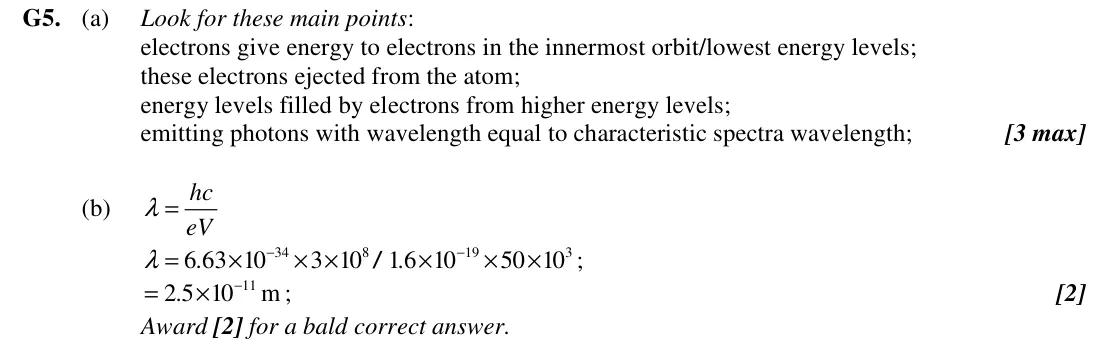 G5. (a) Look for these main points:
electrons give energy to electrons in the innermost orbit/lowest energy levels;
these electrons ejected from the atom;
energy levels filled by electrons from higher energy levels;
emitting photons with wavelength equal to characteristic spectra wavelength; [3 max]
(b) λ = hc/eV
λ = 6.63×10⁻³⁴ ×3×10⁸ / 1.6×10⁻¹⁹ ×50×10³ ;
= 2.5×10⁻¹¹ m ; [2]
Award [2] for a bald correct answer.